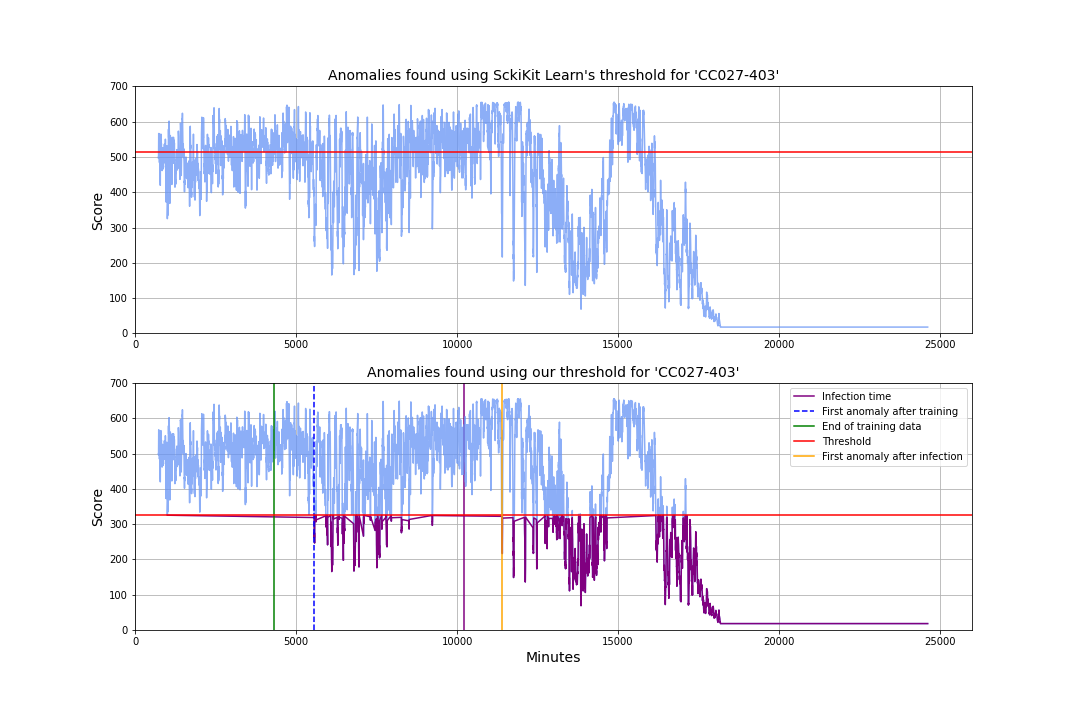 Anomalies found using SckiKit Learn's threshold for 'CC027-403'
700
600
500
400
300
200
100
0
Score
0 5000 10000 15000 20000 25000
Anomalies found using our threshold for 'CC027-403'
700
600
500
400
300
200
100
0
Score
Infection time
First anomaly after training
End of training data
Threshold
First anomaly after infection
0 5000 10000 15000 20000 25000
Minutes